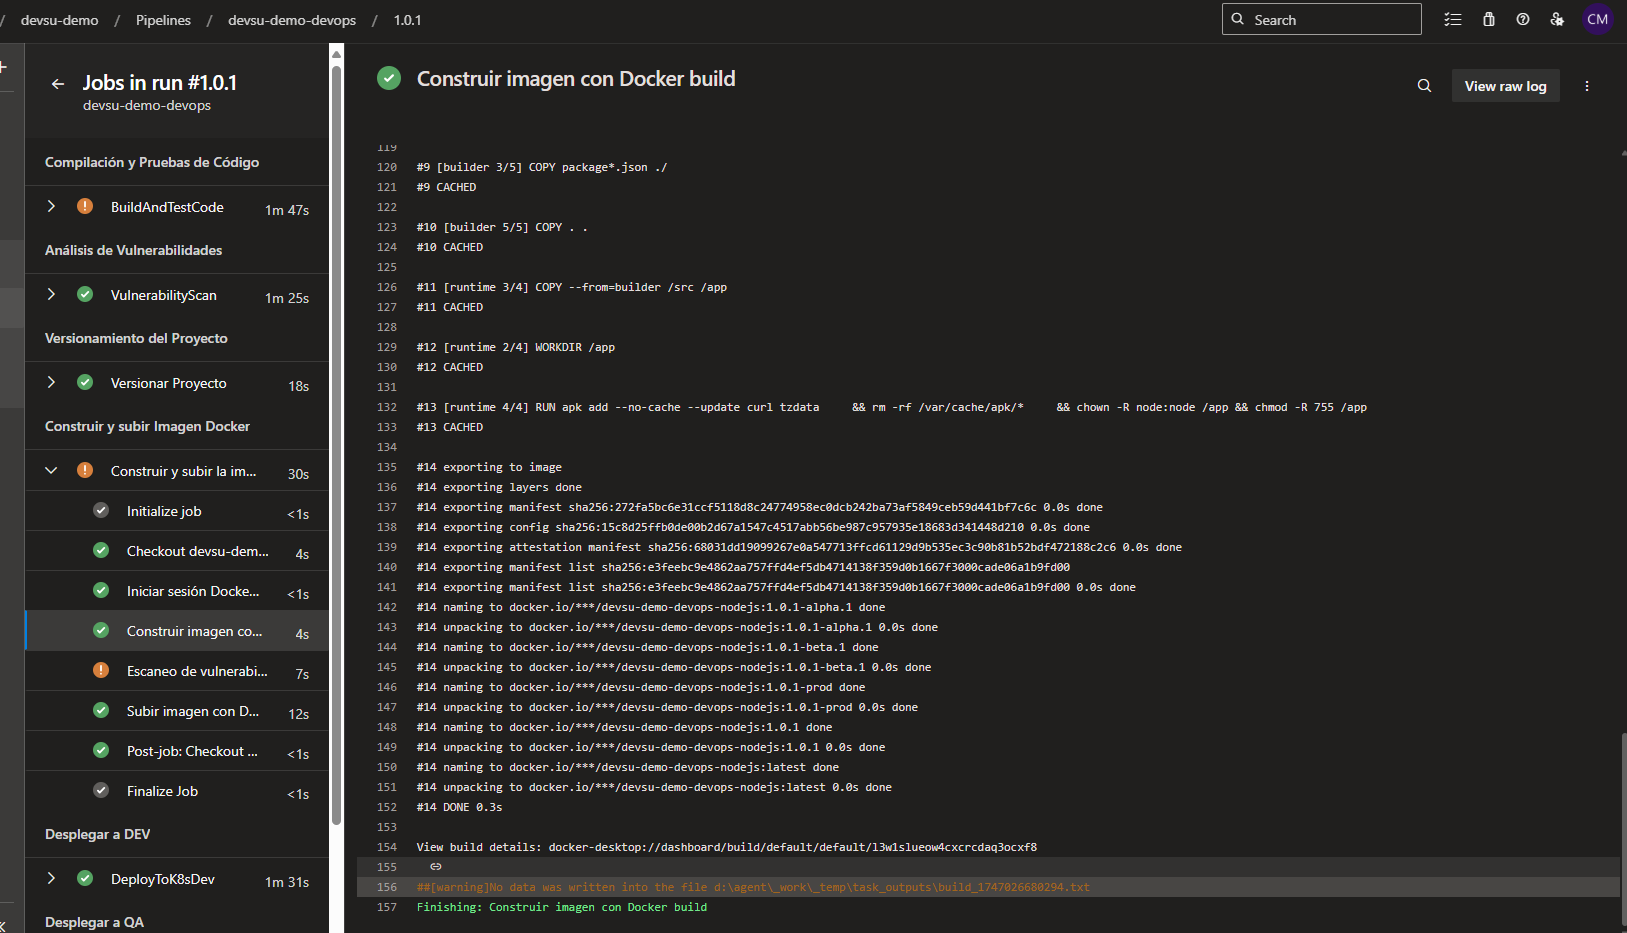 / devsu-demo / Pipelines / devsu-demo-devops / 1.0.1
Search
CM
Jobs in run #1.0.1
devsu-demo-devops
Compilación y Pruebas de Código
BuildAndTestCode 1m 47s
Análisis de Vulnerabilidades
VulnerabilityScan 1m 25s
Versionamiento del Proyecto
Versionar Proyecto 18s
Construir y subir Imagen Docker
Construir y subir la im... 30s
Initialize job <1s
Checkout devsu-dem... 4s
Iniciar sesión Docke... <1s
Construir imagen co... 4s
Escaneo de vulnerabi... 7s
Subir imagen con D... 12s
Post-job: Checkout ... <1s
Finalize Job <1s
Desplegar a DEV
DeployToK8sDev 1m 31s
Desplegar a QA
Construir imagen con Docker build
View raw log
119
120 #9 [builder 3/5] COPY package*.json ./
121 #9 CACHED
122
123 #10 [builder 5/5] COPY . .
124 #10 CACHED
125
126 #11 [runtime 3/4] COPY --from=builder /src /app
127 #11 CACHED
128
129 #12 [runtime 2/4] WORKDIR /app
130 #12 CACHED
131
132 #13 [runtime 4/4] RUN apk add --no-cache --update curl tzdata     && rm -rf /var/cache/apk/*     && chown -R node:node /app && chmod -R 755 /app
133 #13 CACHED
134
135 #14 exporting to image
136 #14 exporting layers done
137 #14 exporting manifest sha256:272fa5bc6e31ccf5118d8c24774958ec0dcb242ba73af5849ceb59d441bf7c6c 0.0s done
138 #14 exporting config sha256:15c8d25ffb0de00b2d67a1547c4517abb56be987c957935e18683d341448d210 0.0s done
139 #14 exporting attestation manifest sha256:68031dd19099267e0a547713ffcd61129d9b535ec3c90b81b52bdf472188c2c6 0.0s done
140 #14 exporting manifest list sha256:e3feebc9e4862aa757ffd4ef5db4714138f359d0b1667f3000cade06a1b9fd00
141 #14 exporting manifest list sha256:e3feebc9e4862aa757ffd4ef5db4714138f359d0b1667f3000cade06a1b9fd00 0.0s done
142 #14 naming to docker.io/***/devsu-demo-devops-nodejs:1.0.1-alpha.1 done
143 #14 unpacking to docker.io/***/devsu-demo-devops-nodejs:1.0.1-alpha.1 0.0s done
144 #14 naming to docker.io/***/devsu-demo-devops-nodejs:1.0.1-beta.1 done
145 #14 unpacking to docker.io/***/devsu-demo-devops-nodejs:1.0.1-beta.1 0.0s done
146 #14 naming to docker.io/***/devsu-demo-devops-nodejs:1.0.1-prod done
147 #14 unpacking to docker.io/***/devsu-demo-devops-nodejs:1.0.1-prod 0.0s done
148 #14 naming to docker.io/***/devsu-demo-devops-nodejs:1.0.1 done
149 #14 unpacking to docker.io/***/devsu-demo-devops-nodejs:1.0.1 0.0s done
150 #14 naming to docker.io/***/devsu-demo-devops-nodejs:latest done
151 #14 unpacking to docker.io/***/devsu-demo-devops-nodejs:latest 0.0s done
152 #14 DONE 0.3s
153
154 View build details: docker-desktop://dashboard/build/default/default/l3w1slueow4cxcrcdaq3ocxf8
155
156 ##[warning]No data was written into the file d:\agent\_work\_temp\task_outputs\build_1747026680294.txt
157 Finishing: Construir imagen con Docker build